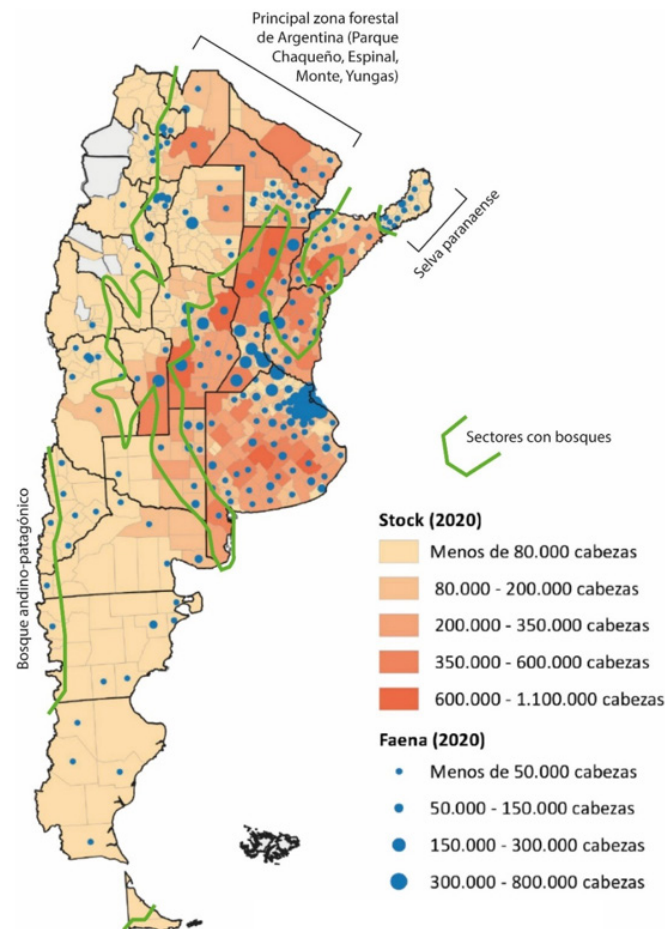 Principal zona forestal
de Argentina (Parque
Chaqueño, Espinal,
Monte, Yungas)
Selva paranaense
Sectores con bosques
Bosque andino-patagónico
Stock (2020)
Menos de 80.000 cabezas
80.000 - 200.000 cabezas
200.000 - 350.000 cabezas
350.000 - 600.000 cabezas
600.000 - 1.100.000 cabezas
Faena (2020)
Menos de 50.000 cabezas
50.000 - 150.000 cabezas
150.000 - 300.000 cabezas
300.000 - 800.000 cabezas